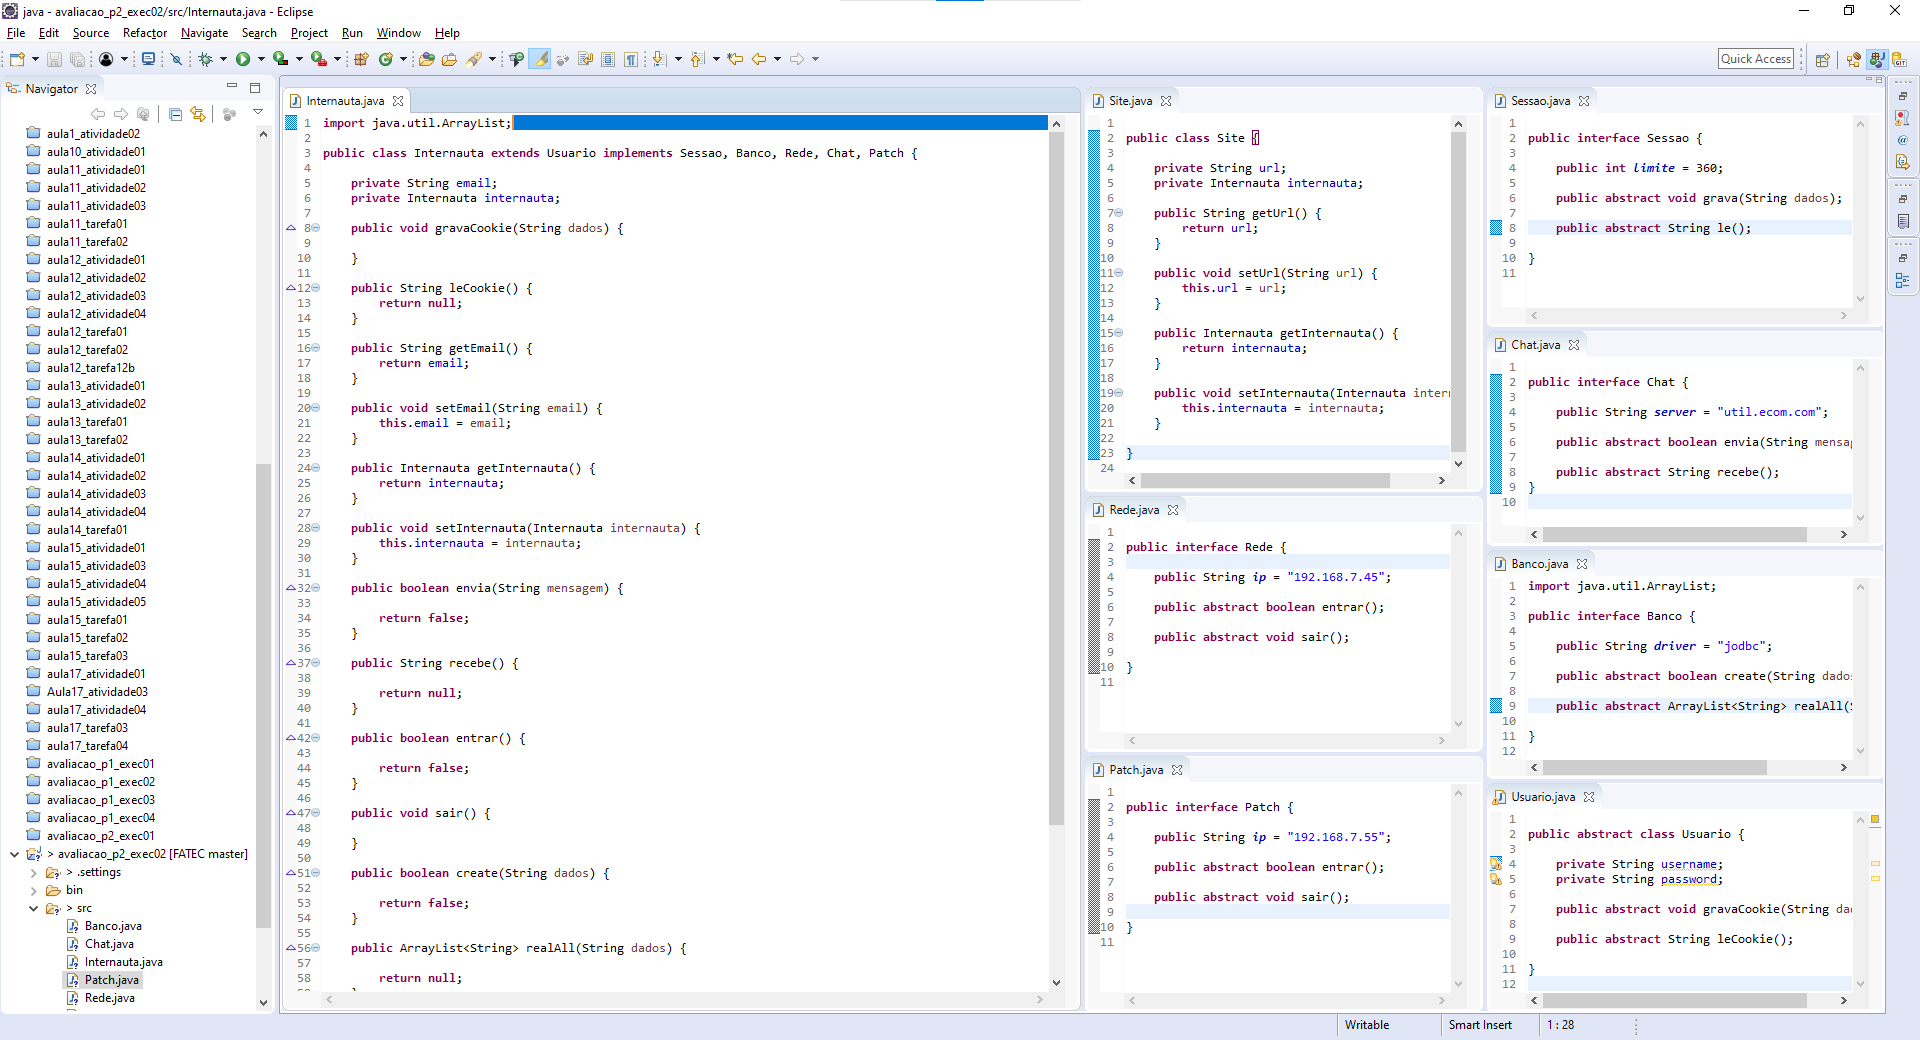 java - avaliacao_p2_exec02/src/Internauta.java - Eclipse
File Edit Source Refactor Navigate Search Project Run Window Help
Quick Access
Navigator
aula1_atividade02
aula10_atividade01
aula11_atividade01
aula11_atividade02
aula11_atividade03
aula11_tarefa01
aula11_tarefa02
aula12_atividade01
aula12_atividade02
aula12_atividade03
aula12_atividade04
aula12_tarefa01
aula12_tarefa02
aula12_tarefa12b
aula13_atividade01
aula13_atividade02
aula13_tarefa01
aula13_tarefa02
aula14_atividade01
aula14_atividade02
aula14_atividade03
aula14_atividade04
aula14_tarefa01
aula15_atividade01
aula15_atividade03
aula15_atividade04
aula15_atividade05
aula15_tarefa01
aula15_tarefa02
aula15_tarefa03
aula17_atividade01
Aula17_atividade03
aula17_atividade04
aula17_tarefa03
aula17_tarefa04
avaliacao_p1_exec01
avaliacao_p1_exec02
avaliacao_p1_exec03
avaliacao_p1_exec04
avaliacao_p2_exec01
> avaliacao_p2_exec02 [FATEC master]
> .settings
bin
> src
Banco.java
Chat.java
Internauta.java
Patch.java
Rede.java
Internauta.java
1 import java.util.ArrayList;
2
3 public class Internauta extends Usuario implements Sessao, Banco, Rede, Chat, Patch {
4
5 private String email;
6 private Internauta internauta;
7
8 public void gravaCookie(String dados) {
9
10 }
11
12 public String leCookie() {
13 return null;
14 }
15
16 public String getEmail() {
17 return email;
18 }
19
20 public void setEmail(String email) {
21 this.email = email;
22 }
23
24 public Internauta getInternauta() {
25 return internauta;
26 }
27
28 public void setInternauta(Internauta internauta) {
29 this.internauta = internauta;
30 }
31
32 public boolean envia(String mensagem) {
33
34 return false;
35 }
36
37 public String recebe() {
38
39 return null;
40 }
41
42 public boolean entrar() {
43
44 return false;
45 }
46
47 public void sair() {
48
49 }
50
51 public boolean create(String dados) {
52
53 return false;
54 }
55
56 public ArrayList<String> realAll(String dados) {
57
58 return null;
Site.java
1
2 public class Site {
3
4 private String url;
5 private Internauta internauta;
6
7 public String getUrl() {
8 return url;
9 }
10
11 public void setUrl(String url) {
12 this.url = url;
13 }
14
15 public Internauta getInternauta() {
16 return internauta;
17 }
18
19 public void setInternauta(Internauta inter
20 this.internauta = internauta;
21 }
22
23 }
24
Rede.java
1
2 public interface Rede {
3
4 public String ip = "192.168.7.45";
5
6 public abstract boolean entrar();
7
8 public abstract void sair();
9
10 }
11
Patch.java
1
2 public interface Patch {
3
4 public String ip = "192.168.7.55";
5
6 public abstract boolean entrar();
7
8 public abstract void sair();
9
10 }
11
Sessao.java
1
2 public interface Sessao {
3
4 public int limite = 360;
5
6 public abstract void grava(String dados);
7
8 public abstract String le();
9
10 }
11
Chat.java
1
2 public interface Chat {
3
4 public String server = "util.ecom.com";
5
6 public abstract boolean envia(String mensa
7
8 public abstract String recebe();
9 }
10
Banco.java
1 import java.util.ArrayList;
2
3 public interface Banco {
4
5 public String driver = "jodbc";
6
7 public abstract boolean create(String dado
8
9 public abstract ArrayList<String> realAll(
10
11 }
12
Usuario.java
1
2 public abstract class Usuario {
3
4 private String username;
5 private String password;
6
7 public abstract void gravaCookie(String da
8
9 public abstract String leCookie();
10
11 }
12
Writable Smart Insert 1 : 28